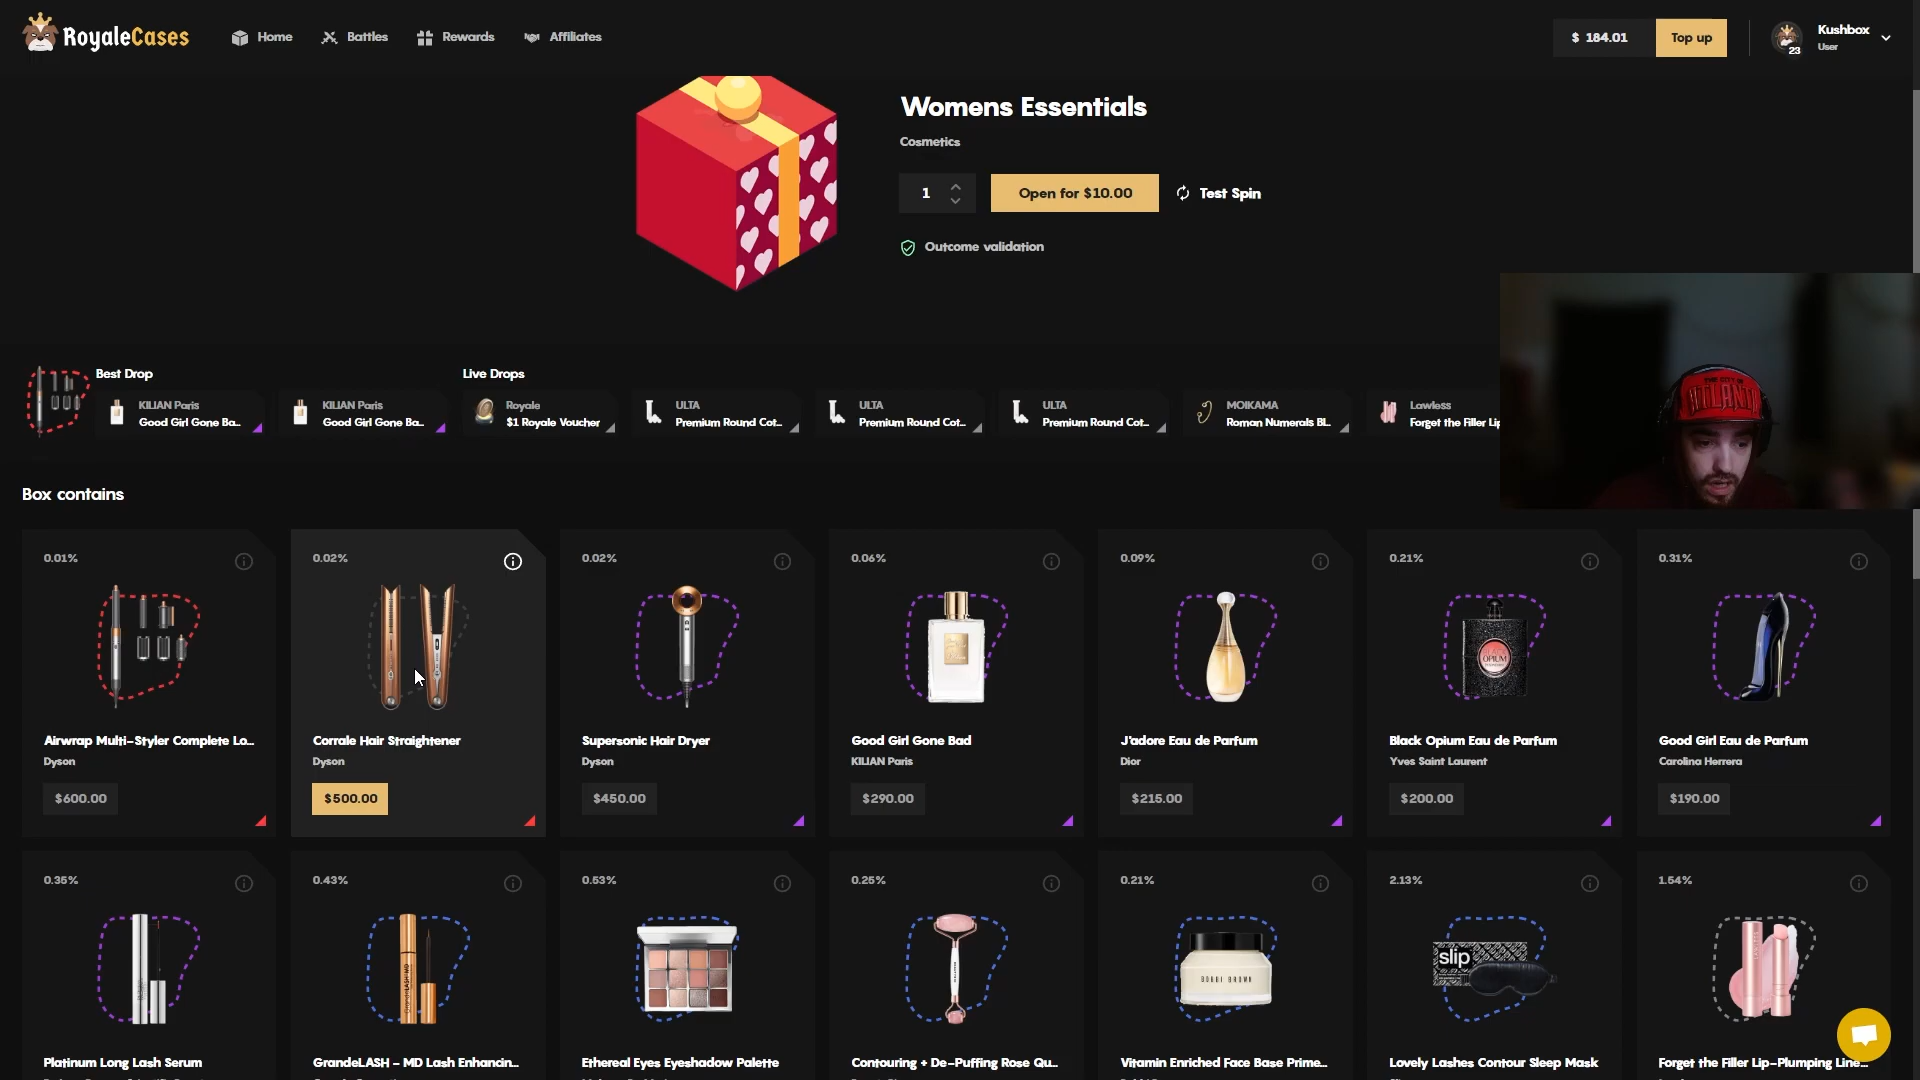 RoyaleCases
Home
Battles
Rewards
Affiliates
$ 184.01
Top up
23
Kushbox
User
Womens Essentials
Cosmetics
1
Open for $10.00
Test Spin
Outcome validation
Best Drop
KILIAN Paris
Good Girl Gone Ba...
KILIAN Paris
Good Girl Gone Ba...
Live Drops
Royale
$1 Royale Voucher
ULTA
Premium Round Cot...
ULTA
Premium Round Cot...
ULTA
Premium Round Cot...
MOIKAMA
Roman Numerals Bl...
Lawless
Forget the Filler Lip
ATLANTA
Box contains
0.01%
Airwrap Multi-Styler Complete Lo...
Dyson
$600.00
0.02%
Corrale Hair Straightener
Dyson
$500.00
0.02%
Supersonic Hair Dryer
Dyson
$450.00
0.06%
Good Girl Gone Bad
KILIAN Paris
$290.00
0.09%
J'adore Eau de Parfum
Dior
$215.00
0.21%
BLACK
OPIUM
Black Opium Eau de Parfum
Yves Saint Laurent
$200.00
0.31%
Good Girl Eau de Parfum
Carolina Herrera
$190.00
0.35%
Platinum Long Lash Serum
0.43%
GrandeLASH - MD Lash Enhancin...
0.53%
Ethereal Eyes Eyeshadow Palette
0.25%
Contouring + De-Puffing Rose Qu...
0.21%
BOBBI BROWN
Vitamin Enriched Face Base Prime...
2.13%
slip
Lovely Lashes Contour Sleep Mask
1.54%
Forget the Filler Lip-Plumping Line...